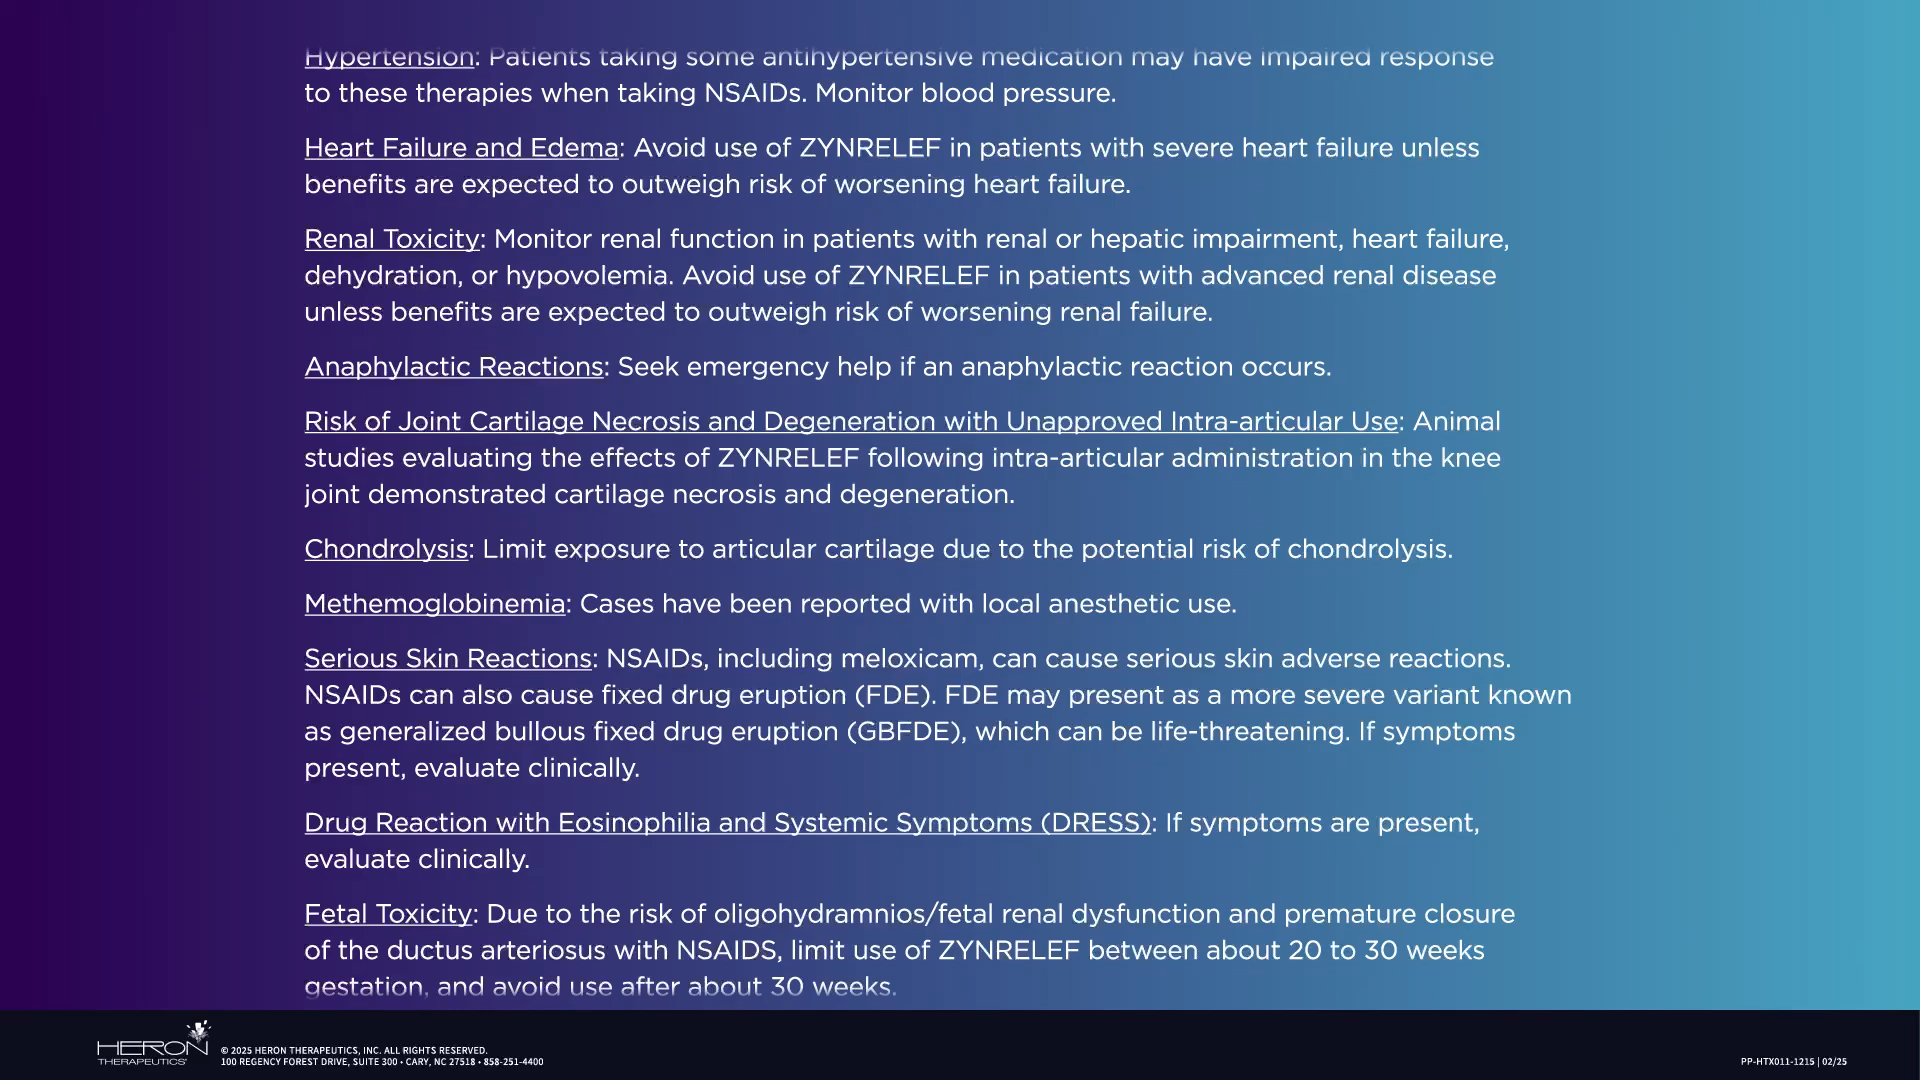 Hypertension: Patients taking some antihypertensive medication may have impaired response
to these therapies when taking NSAIDs. Monitor blood pressure.
Heart Failure and Edema: Avoid use of ZYNRELEF in patients with severe heart failure unless
benefits are expected to outweigh risk of worsening heart failure.
Renal Toxicity: Monitor renal function in patients with renal or hepatic impairment, heart failure,
dehydration, or hypovolemia. Avoid use of ZYNRELEF in patients with advanced renal disease
unless benefits are expected to outweigh risk of worsening renal failure.
Anaphylactic Reactions: Seek emergency help if an anaphylactic reaction occurs.
Risk of Joint Cartilage Necrosis and Degeneration with Unapproved Intra-articular Use: Animal
studies evaluating the effects of ZYNRELEF following intra-articular administration in the knee
joint demonstrated cartilage necrosis and degeneration.
Chondrolysis: Limit exposure to articular cartilage due to the potential risk of chondrolysis.
Methemoglobinemia: Cases have been reported with local anesthetic use.
Serious Skin Reactions: NSAIDs, including meloxicam, can cause serious skin adverse reactions.
NSAIDs can also cause fixed drug eruption (FDE). FDE may present as a more severe variant known
as generalized bullous fixed drug eruption (GBFDE), which can be life-threatening. If symptoms
present, evaluate clinically.
Drug Reaction with Eosinophilia and Systemic Symptoms (DRESS): If symptoms are present,
evaluate clinically.
Fetal Toxicity: Due to the risk of oligohydramnios/fetal renal dysfunction and premature closure
of the ductus arteriosus with NSAIDS, limit use of ZYNRELEF between about 20 to 30 weeks
gestation, and avoid use after about 30 weeks.
HERON
THERAPEUTICS
© 2025 HERON THERAPEUTICS, INC. ALL RIGHTS RESERVED.
100 REGENCY FOREST DRIVE, SUITE 300 • CARY, NC 27518 • 858-251-4400
PP-HTX011-1215 | 02/25